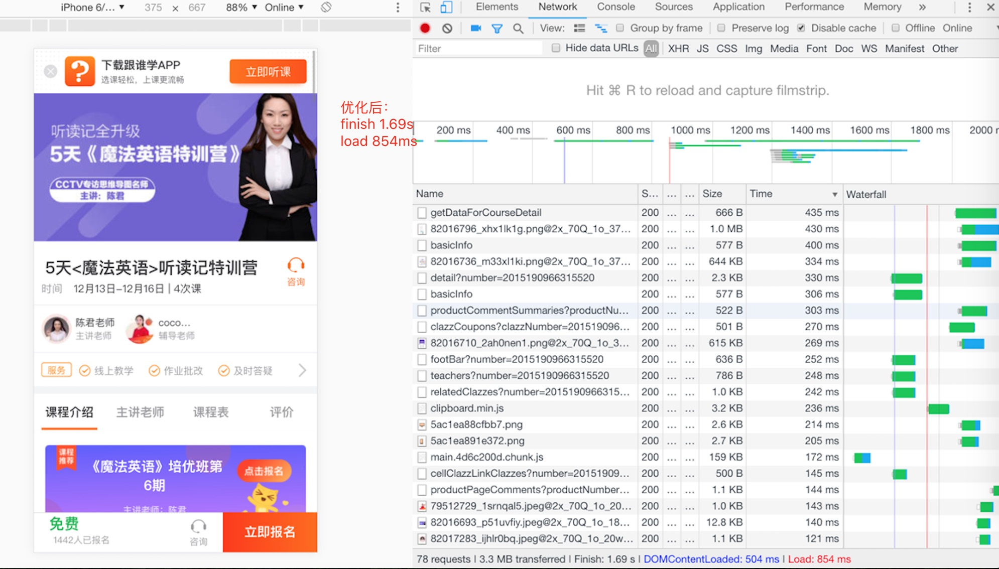 iPhone 6/... ▼ 375 × 667 88% ▼ Online ▼
Elements Network Console Sources Application Performance Memory »
View: Group by frame Preserve log Disable cache Offline Online
Filter Hide data URLs All XHR JS CSS Img Media Font Doc WS Manifest Other
Hit ⌘ R to reload and capture filmstrip.
下载跟谁学APP
选课轻松，上课更流畅
立即听课
听读记全升级
5天《魔法英语特训营》
CCTV专访思维导图名师
主讲：陈君
5天<魔法英语>听读记特训营
咨询
时间 12月13日-12月16日 | 4次课
陈君老师
主讲老师
coco...
辅导老师
服务 线上教学 作业批改 及时答疑
课程介绍 主讲老师 课程表 评价
课程
推荐
《魔法英语》培优班第
6期
点击报名
主讲老师：陈君
免费
1442人已报名
咨询
立即报名
优化后：
finish 1.69s
load 854ms
200 ms 400 ms 600 ms 800 ms 1000 ms 1200 ms 1400 ms 1600 ms 1800 ms 2000 m
Name S... ... ... Size Time ▼ Waterfall
getDataForCourseDetail 200 ... ... 666 B 435 ms
82016796_xhx1lk1g.png@2x_70Q_1o_37... 200 ... ... 1.0 MB 430 ms
basicInfo 200 ... ... 577 B 400 ms
82016736_m33xl1ki.png@2x_70Q_1o_37... 200 ... ... 644 KB 334 ms
detail?number=2015190966315520 200 ... ... 2.3 KB 330 ms
basicInfo 200 ... ... 577 B 306 ms
productCommentSummaries?productNu... 200 ... ... 522 B 303 ms
clazzCoupons?clazzNumber=201519096... 200 ... ... 501 B 270 ms
82016710_2ah0nen1.png@2x_70Q_1o_3... 200 ... ... 615 KB 269 ms
footBar?number=2015190966315520 200 ... ... 636 B 252 ms
teachers?number=2015190966315520 200 ... ... 786 B 248 ms
relatedClazzes?number=2015190966315... 200 ... ... 1.0 KB 242 ms
clipboard.min.js 200 ... ... 3.2 KB 236 ms
5ac1ea88cfbb7.png 200 ... ... 2.6 KB 214 ms
5ac1ea891e372.png 200 ... ... 2.7 KB 205 ms
main.4d6c200d.chunk.js 200 ... ... 159 KB 172 ms
cellClazzLinkClazzes?number=20151909... 200 ... ... 500 B 145 ms
productPageComments?productNumber... 200 ... ... 1.1 KB 144 ms
79512729_1srnqal5.jpeg@2x_70Q_1o_20... 200 ... ... 1.0 KB 143 ms
82016693_p51uvfiy.jpeg@2x_70Q_1o_18... 200 ... ... 12.8 KB 140 ms
82017283_ijhlr0bq.jpeg@2x_70Q_1o_20w... 200 ... ... 1.1 KB 121 ms
78 requests | 3.3 MB transferred | Finish: 1.69 s | DOMContentLoaded: 504 ms | Load: 854 ms